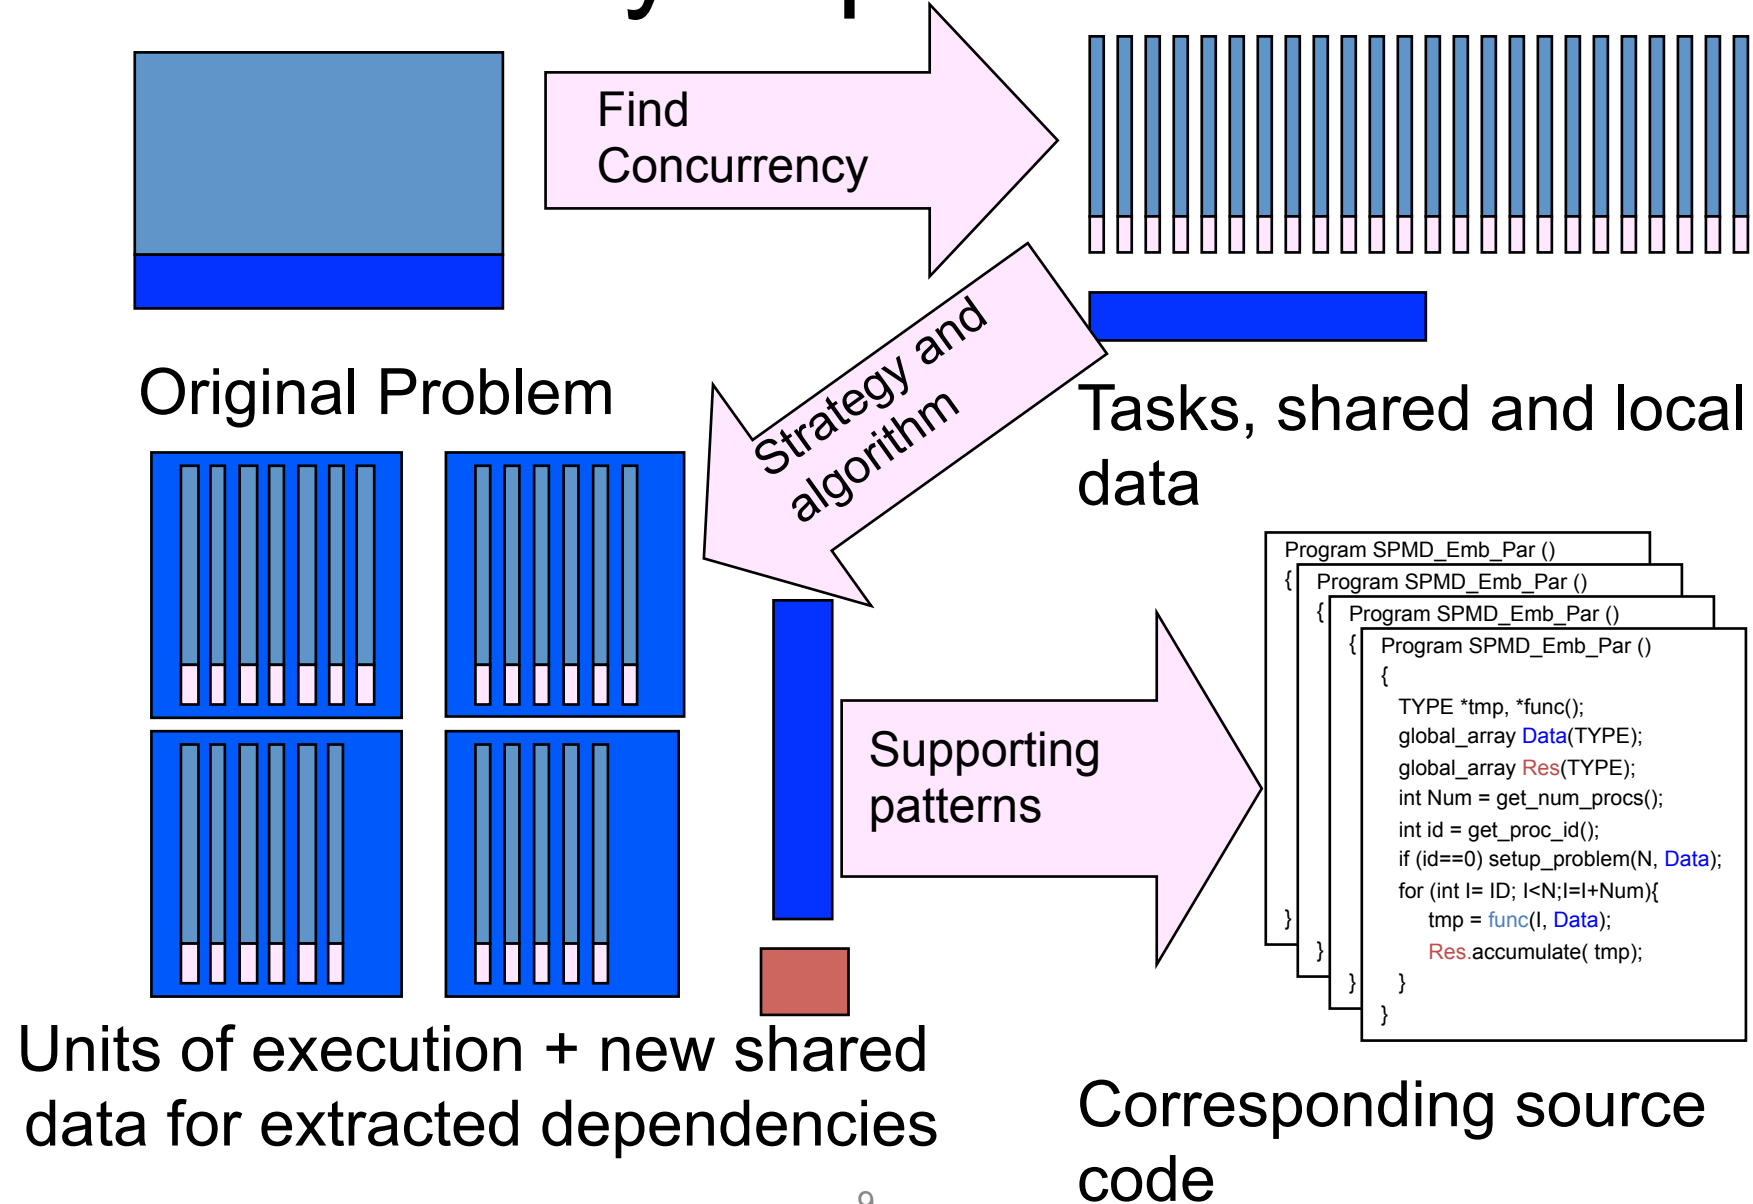 Find
Concurrency
Original Problem
Tasks, shared and local
data
Strategy and
algorithm
Units of execution + new shared
data for extracted dependencies
Supporting
patterns
Program SPMD_Emb_Par ()
{
Program SPMD_Emb_Par ()
{
Program SPMD_Emb_Par ()
{
Program SPMD_Emb_Par ()
{
TYPE *tmp, *func();
global_array Data(TYPE);
global_array Res(TYPE);
int Num = get_num_procs();
int id = get_proc_id();
if (id==0) setup_problem(N, Data);
for (int I= ID; I<N;I=I+Num){
tmp = func(I, Data);
Res.accumulate( tmp);
}
}
}
}
}
Corresponding source
code
9